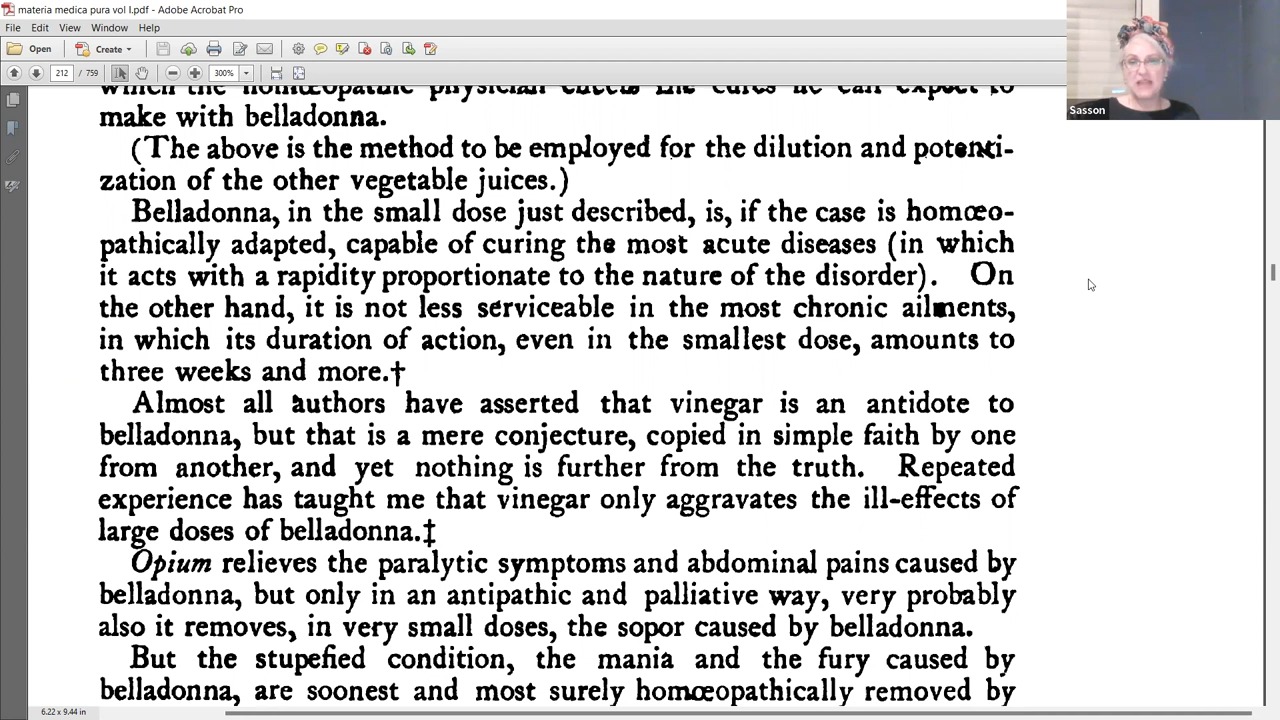 materia medica pura vol I.pdf - Adobe Acrobat Pro
File Edit View Window Help
Open Create
212 / 759 300%
Sasson
which the homœopathic physician effects the cures he can expect to
make with belladonna.
(The above is the method to be employed for the dilution and potenti-
zation of the other vegetable juices.)
Belladonna, in the small dose just described, is, if the case is homœo-
pathically adapted, capable of curing the most acute diseases (in which
it acts with a rapidity proportionate to the nature of the disorder). On
the other hand, it is not less serviceable in the most chronic ailments,
in which its duration of action, even in the smallest dose, amounts to
three weeks and more.†
Almost all authors have asserted that vinegar is an antidote to
belladonna, but that is a mere conjecture, copied in simple faith by one
from another, and yet nothing is further from the truth. Repeated
experience has taught me that vinegar only aggravates the ill-effects of
large doses of belladonna.‡
Opium relieves the paralytic symptoms and abdominal pains caused by
belladonna, but only in an antipathic and palliative way, very probably
also it removes, in very small doses, the sopor caused by belladonna.
But the stupefied condition, the mania and the fury caused by
belladonna, are soonest and most surely homœopathically removed by
6.22 x 9.44 in